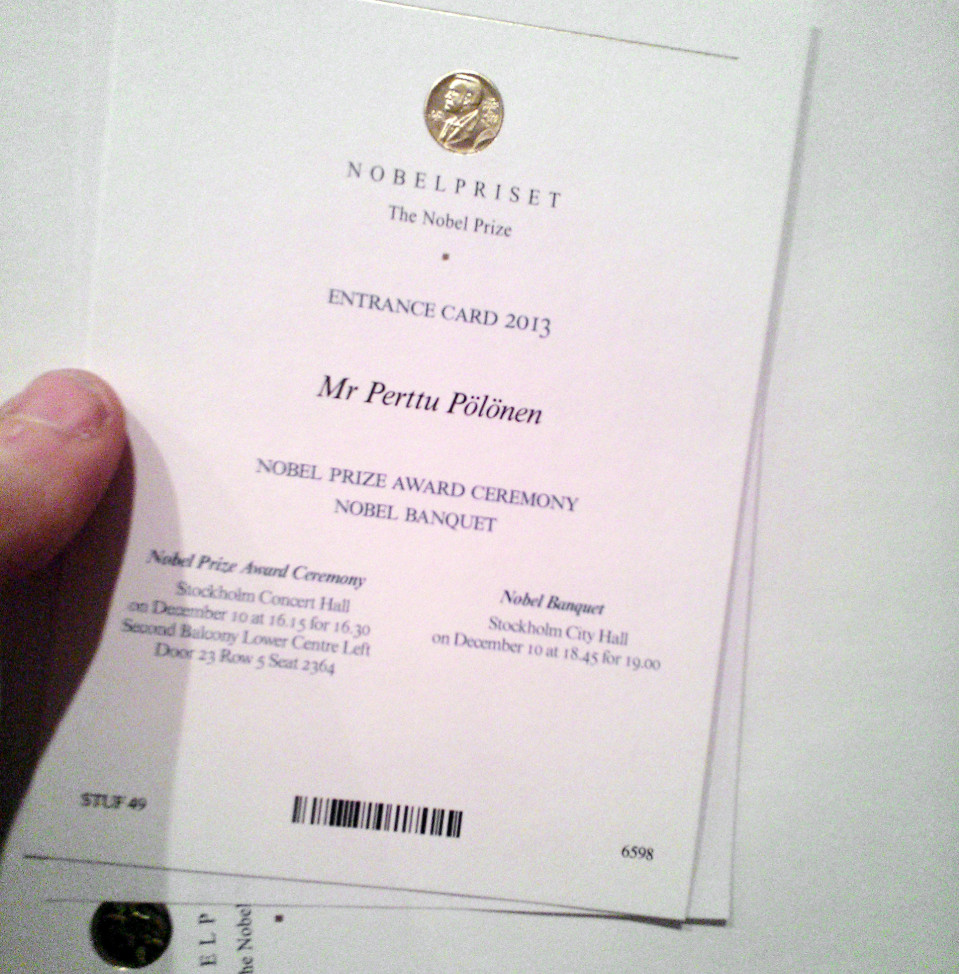 NOBELPRISET
The Nobel Prize
ENTRANCE CARD 2013
Mr Perttu Pölönen
NOBEL PRIZE AWARD CEREMONY
NOBEL BANQUET
Nobel Prize Award Ceremony
Stockholm Concert Hall
on December 10 at 16.15 for 16.30
Second Balcony Lower Centre Left
Door 23 Row 5 Seat 2364
Nobel Banquet
Stockholm City Hall
on December 10 at 18.45 for 19.00
STUF 49
6598
ELP
he Nobel